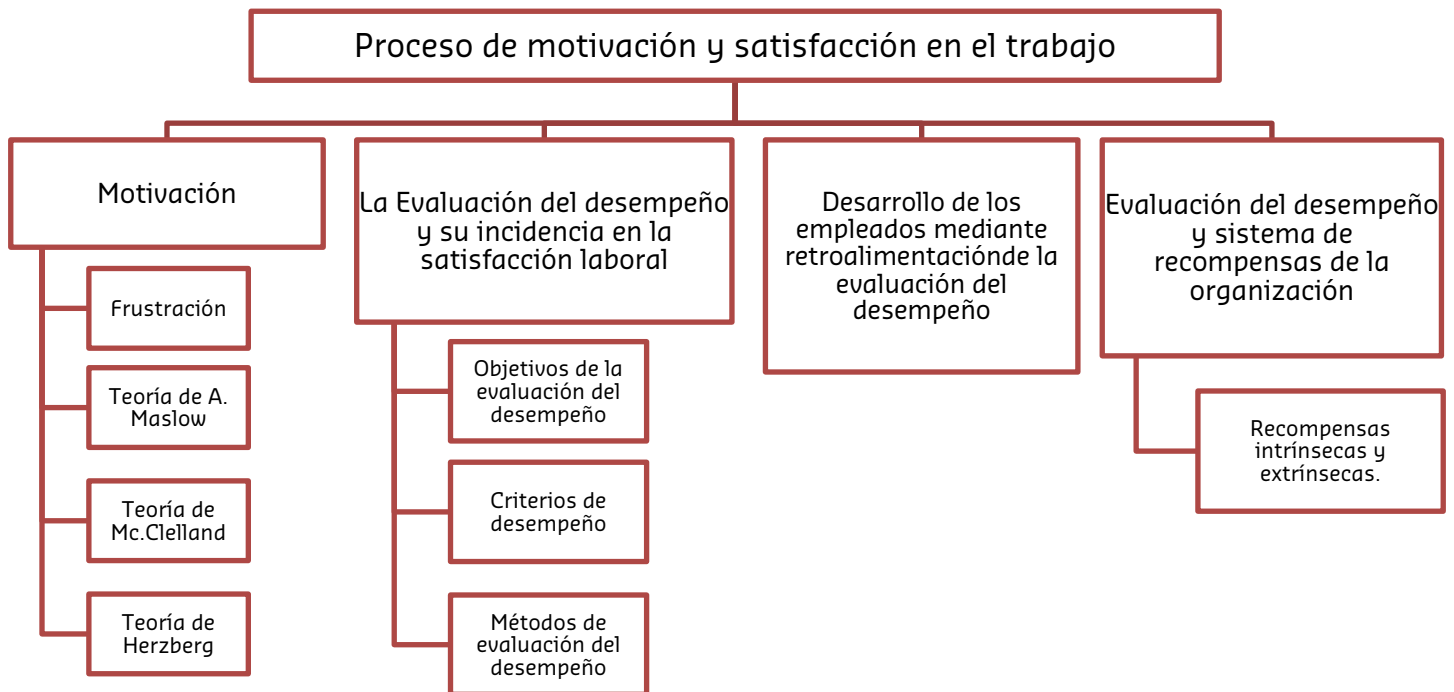 Proceso de motivación y satisfacción en el trabajo
Motivación
Frustración
Teoría de A.
Maslow
Teoría de
Mc.Clelland
Teoría de
Herzberg
La Evaluación del desempeño
y su incidencia en la
satisfacción laboral
Objetivos de la
evaluación del
desempeño
Criterios de
desempeño
Métodos de
evaluación del
desempeño
Desarrollo de los
empleados mediante
retroalimentaciónde la
evaluación del
desempeño
Evaluación del desempeño
y sistema de
recompensas de la
organización
Recompensas
intrínsecas y
extrínsecas.